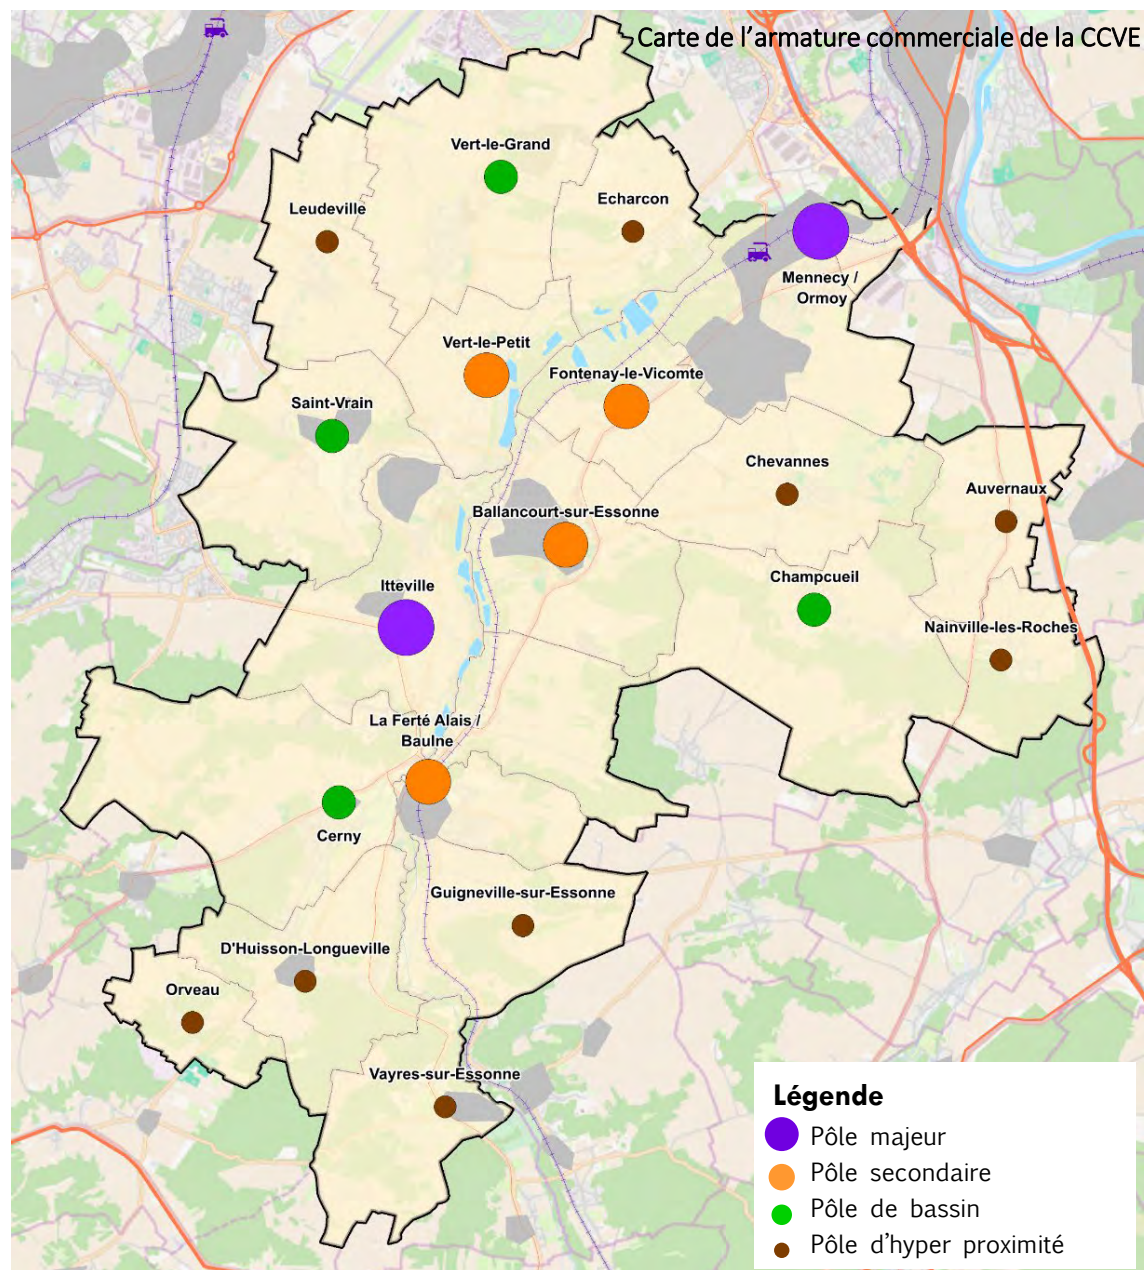 Carte de l'armature commerciale de la CCVE
Vert-le-Grand
Echarcon
Leudeville
Mennecy /
Ormoy
Vert-le-Petit
Fontenay-le-Vicomte
Saint-Vrain
Chevannes
Auvernaux
Ballancourt-sur-Essonne
Itteville
Champcueil
Nainville-les-Roches
La Ferté Alais /
Baulne
Cerny
Guigneville-sur-Essonne
D'Huisson-Longueville
Orveau
Vayres-sur-Essonne
Légende
Pôle majeur
Pôle secondaire
Pôle de bassin
Pôle d'hyper proximité